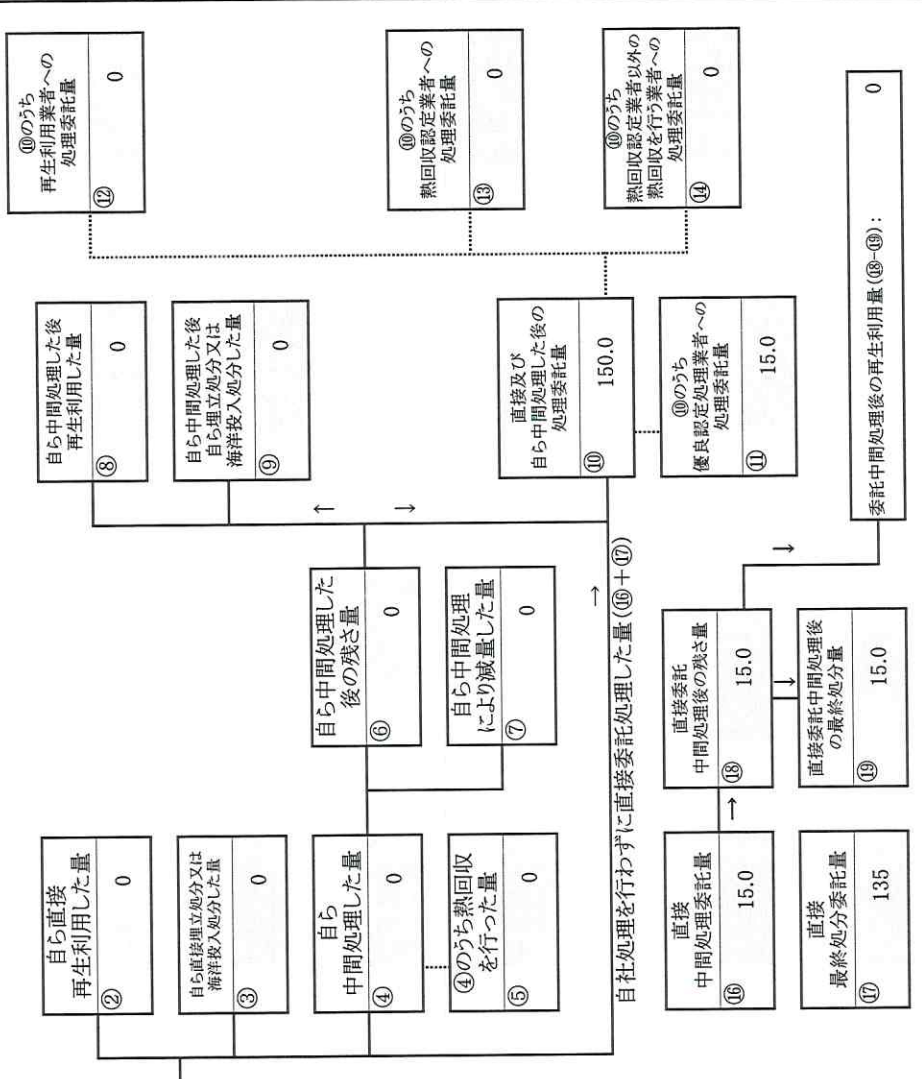 自ら直接
再生利用した量
②
0
自ら直接埋立処分又は
海洋投入処分した量
③
0
自ら
中間処理した量
④
0
④のうち熱回収
を行った量
⑤
0
自ら中間処理した
後の残さ量
⑥
0
自ら中間処理
により減量した量
⑦
0
自ら中間処理した後
再生利用した量
⑧
0
自ら中間処理した後
自ら埋立処分又は
海洋投入処分した量
⑨
0
直接及び
自ら中間処理した後の
処理委託量
⑩
150.0
⑩のうち
優良認定処理業者への
処理委託量
⑪
15.0
⑩のうち
再生利用業者への
処理委託量
⑫
0
⑩のうち
熱回収認定業者への
処理委託量
⑬
0
⑩のうち
熱回収認定業者以外の
熱回収を行う業者への
処理委託量
⑭
0
自社処理を行わずに直接委託処理した量(⑯+⑰)
→
↑
↓
直接
中間処理委託量
⑯
15.0
→
直接
最終処分委託量
⑰
135
直接委託
中間処理後の残さ量
⑱
15.0
↓
直接委託中間処理後
の最終処分量
⑲
15.0
↓
委託中間処理後の再生利用量(⑱-⑲):
0